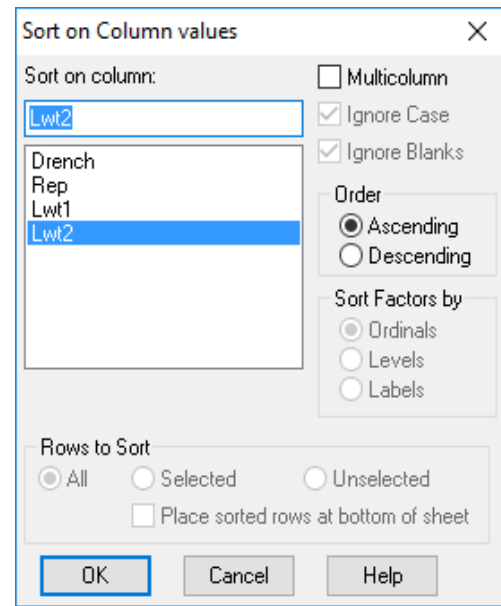 Sort on Column values
Sort on column:
Lwt2
Drench
Rep
Lwt1
Lwt2
Multicolumn
Ignore Case
Ignore Blanks
Order
Ascending
Descending
Sort Factors by
Ordinals
Levels
Labels
Rows to Sort
All Selected Unselected
Place sorted rows at bottom of sheet
OK Cancel Help